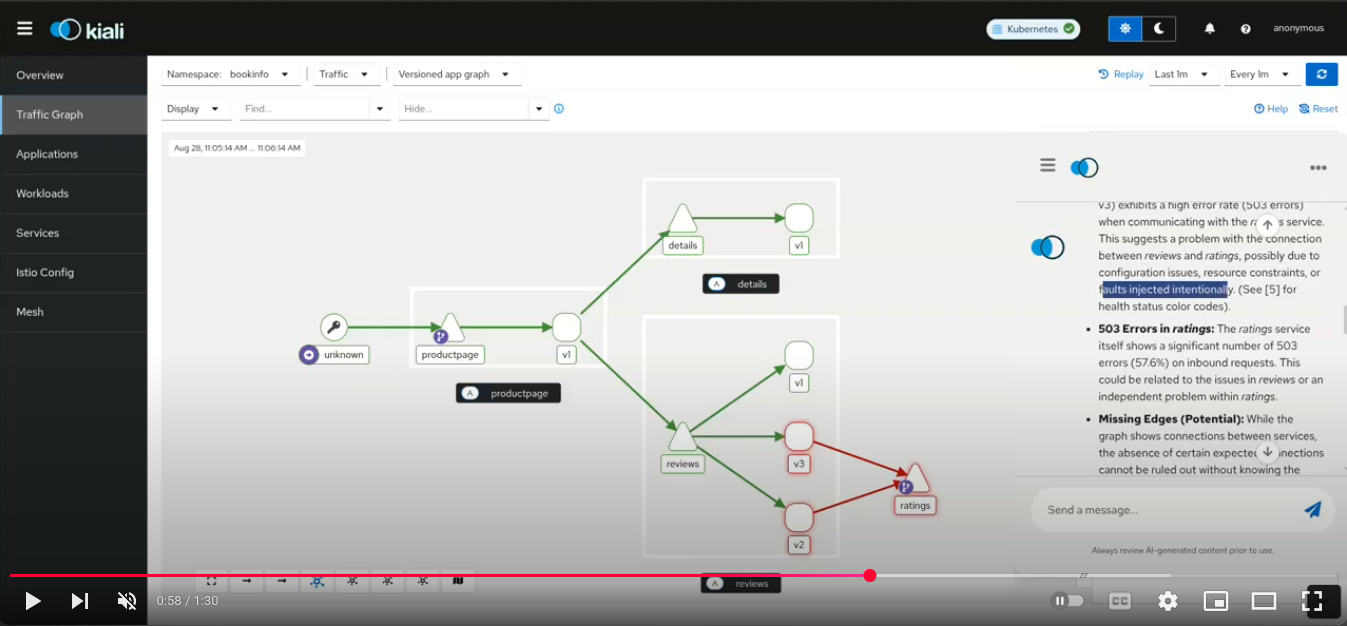 kiali
Kubernetes
anonymous
Overview
Traffic Graph
Applications
Workloads
Services
Istio Config
Mesh
Namespace: bookinfo
Traffic
Versioned app graph
Replay
Last 1m
Every 1m
Display
Find...
Hide...
Help
Reset
Aug 28, 11:05:14 AM ... 11:06:14 AM
details
v1
A details
unknown
productpage
v1
A productpage
v1
reviews
v3
v2
ratings
A reviews
v3) exhibits a high error rate (503 errors)
when communicating with the service.
This suggests a problem with the connection
between reviews and ratings, possibly due to
configuration issues, resource constraints, or
faults injected intentionally. (See [5] for
health status color codes).
• 503 Errors in ratings: The ratings service
itself shows a significant number of 503
errors (57.6%) on inbound requests. This
could be related to the issues in reviews or an
independent problem within ratings.
• Missing Edges (Potential): While the
graph shows connections between services,
the absence of certain expected
cannot be ruled out without knowing the
Send a message...
Always review AI-generated content prior to use.
0:58 / 1:30
CC